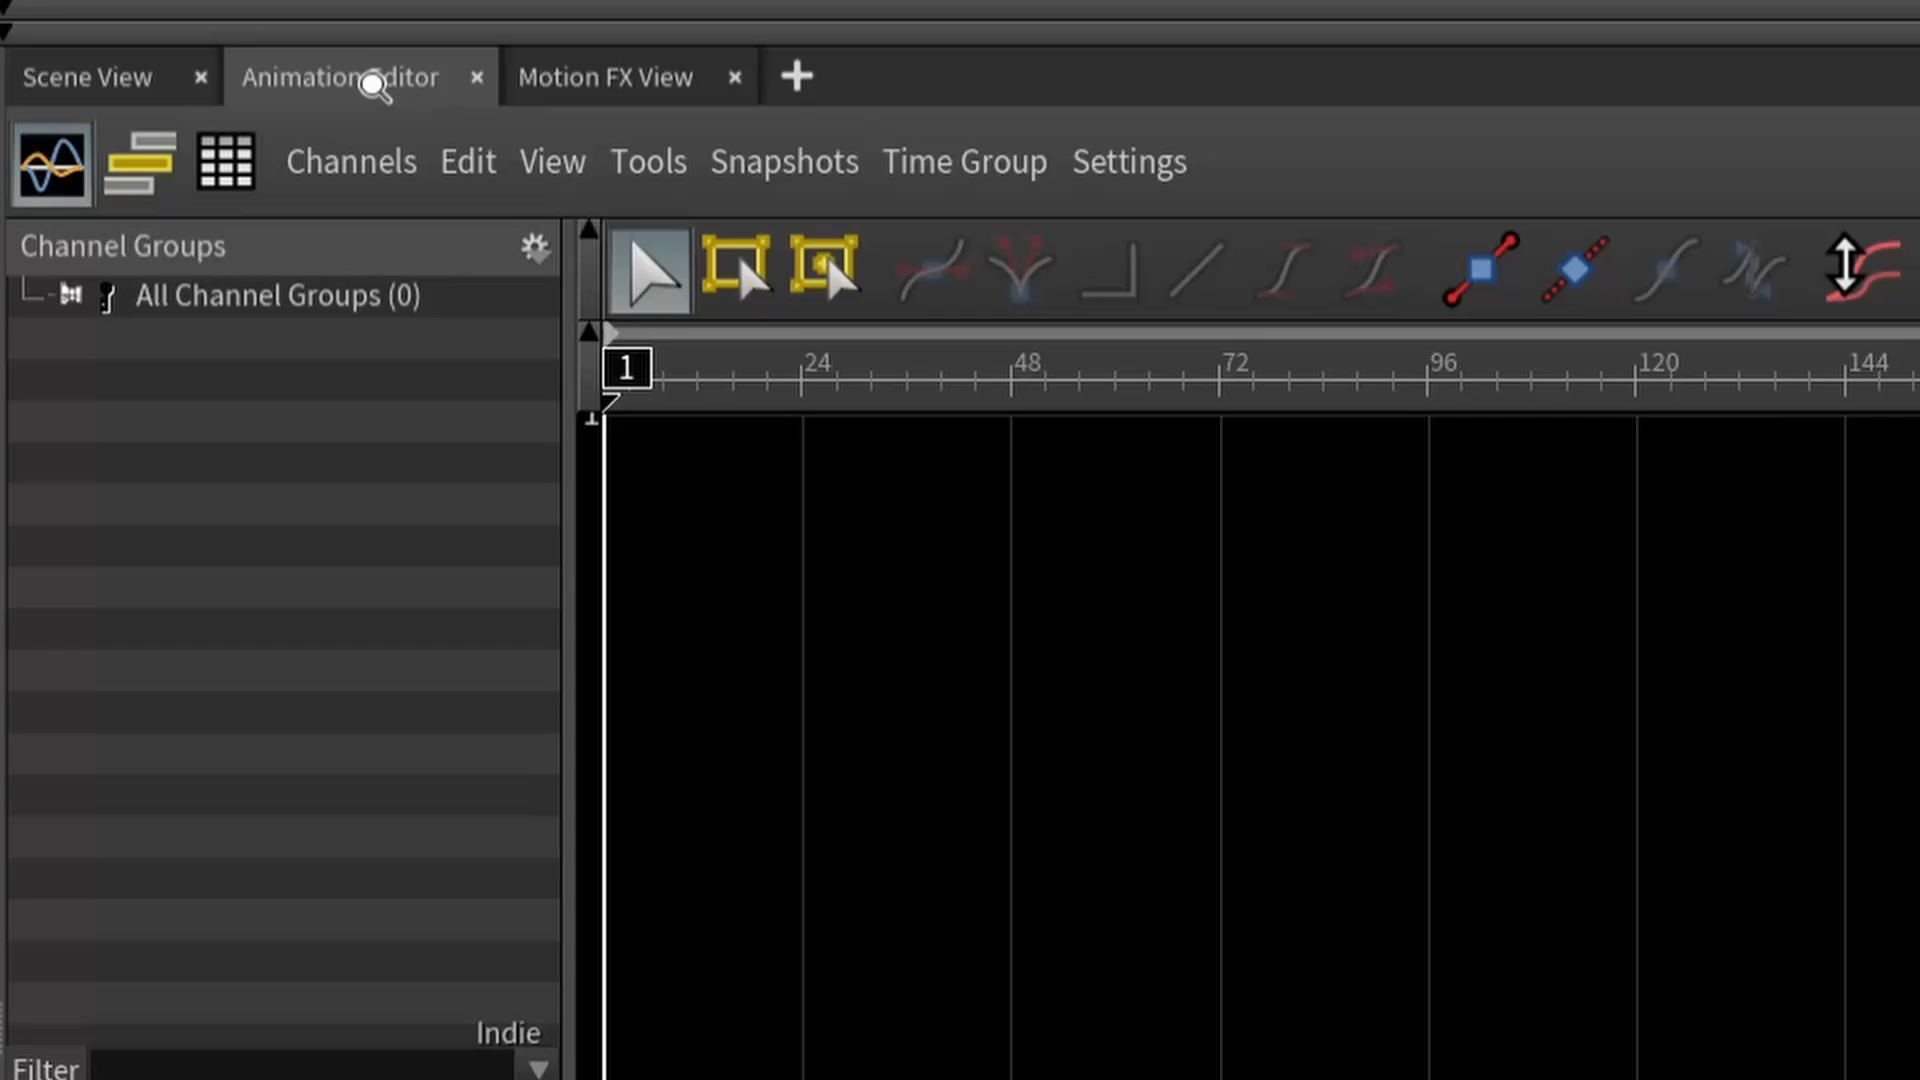 Scene View × Animation Editor × Motion FX View × +
Channels Edit View Tools Snapshots Time Group Settings
Channel Groups
All Channel Groups (0)
1 24 48 72 96 120 144
1
Indie
Filter